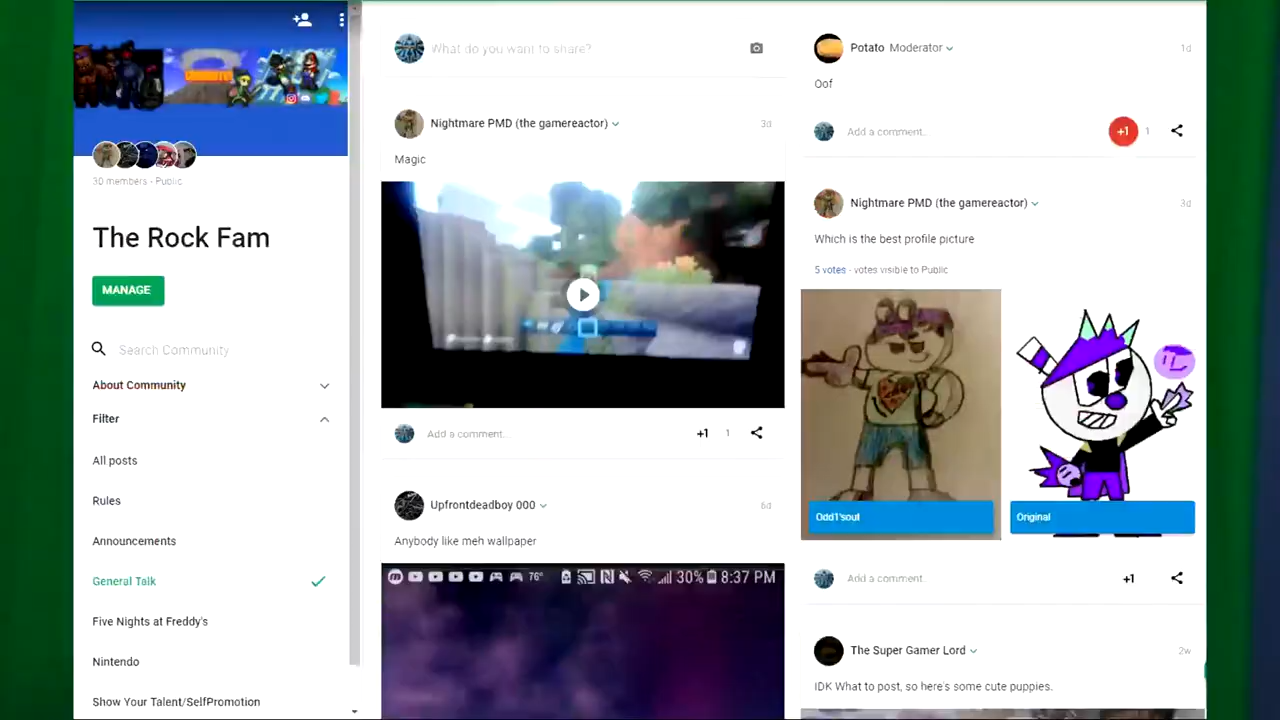 30 members - Public
The Rock Fam
MANAGE
Search Community
About Community
Filter
All posts
Rules
Announcements
General Talk
Five Nights at Freddy's
Nintendo
Show Your Talent/SelfPromotion
What do you want to share?
Nightmare PMD (the gamereactor)
3d
Magic
Add a comment...
+1
1
Upfrontdeadboy 000
6d
Anybody like meh wallpaper
76°
30%
8:37 PM
Potato Moderator
1d
Oof
Add a comment...
+1
1
Nightmare PMD (the gamereactor)
3d
Which is the best profile picture
5 votes - votes visible to Public
Odd1'soul
Original
Add a comment...
+1
The Super Gamer Lord
2w
IDK What to post, so here's some cute puppies.